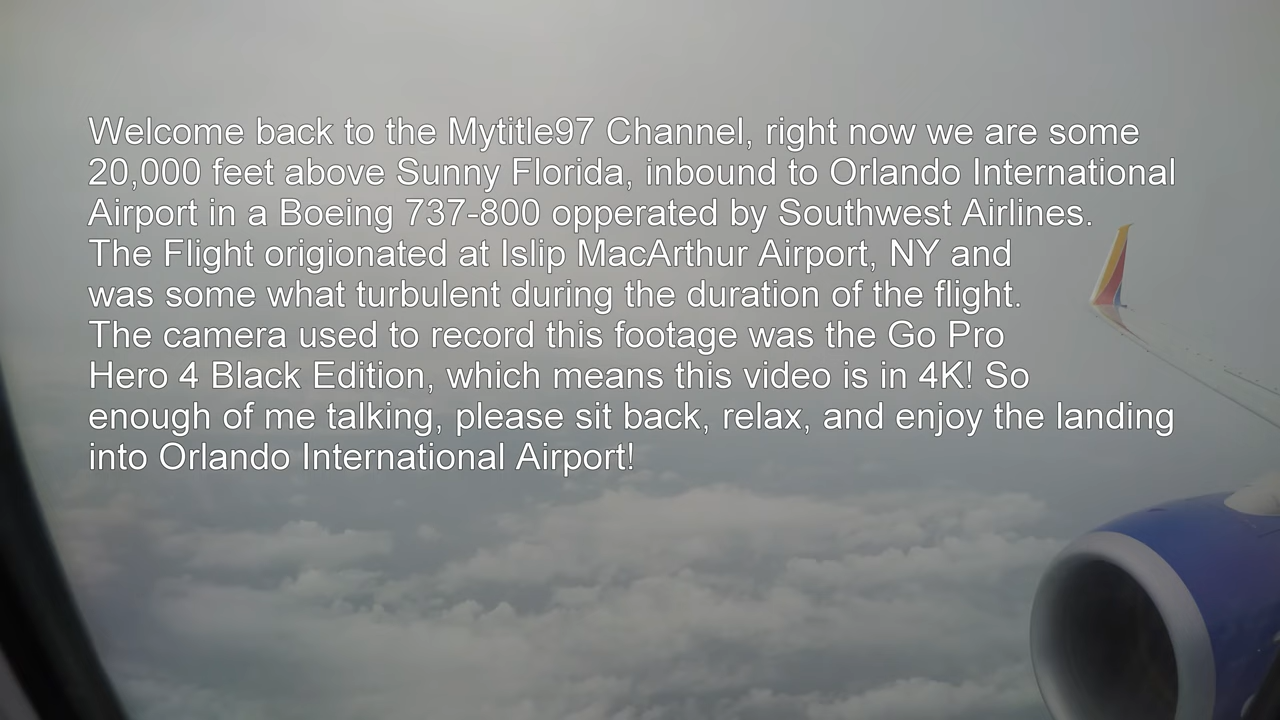 Welcome back to the Mytitle97 Channel, right now we are some
20,000 feet above Sunny Florida, inbound to Orlando International
Airport in a Boeing 737-800 opperated by Southwest Airlines.
The Flight origionated at Islip MacArthur Airport, NY and
was some what turbulent during the duration of the flight.
The camera used to record this footage was the Go Pro
Hero 4 Black Edition, which means this video is in 4K! So
enough of me talking, please sit back, relax, and enjoy the landing
into Orlando International Airport!